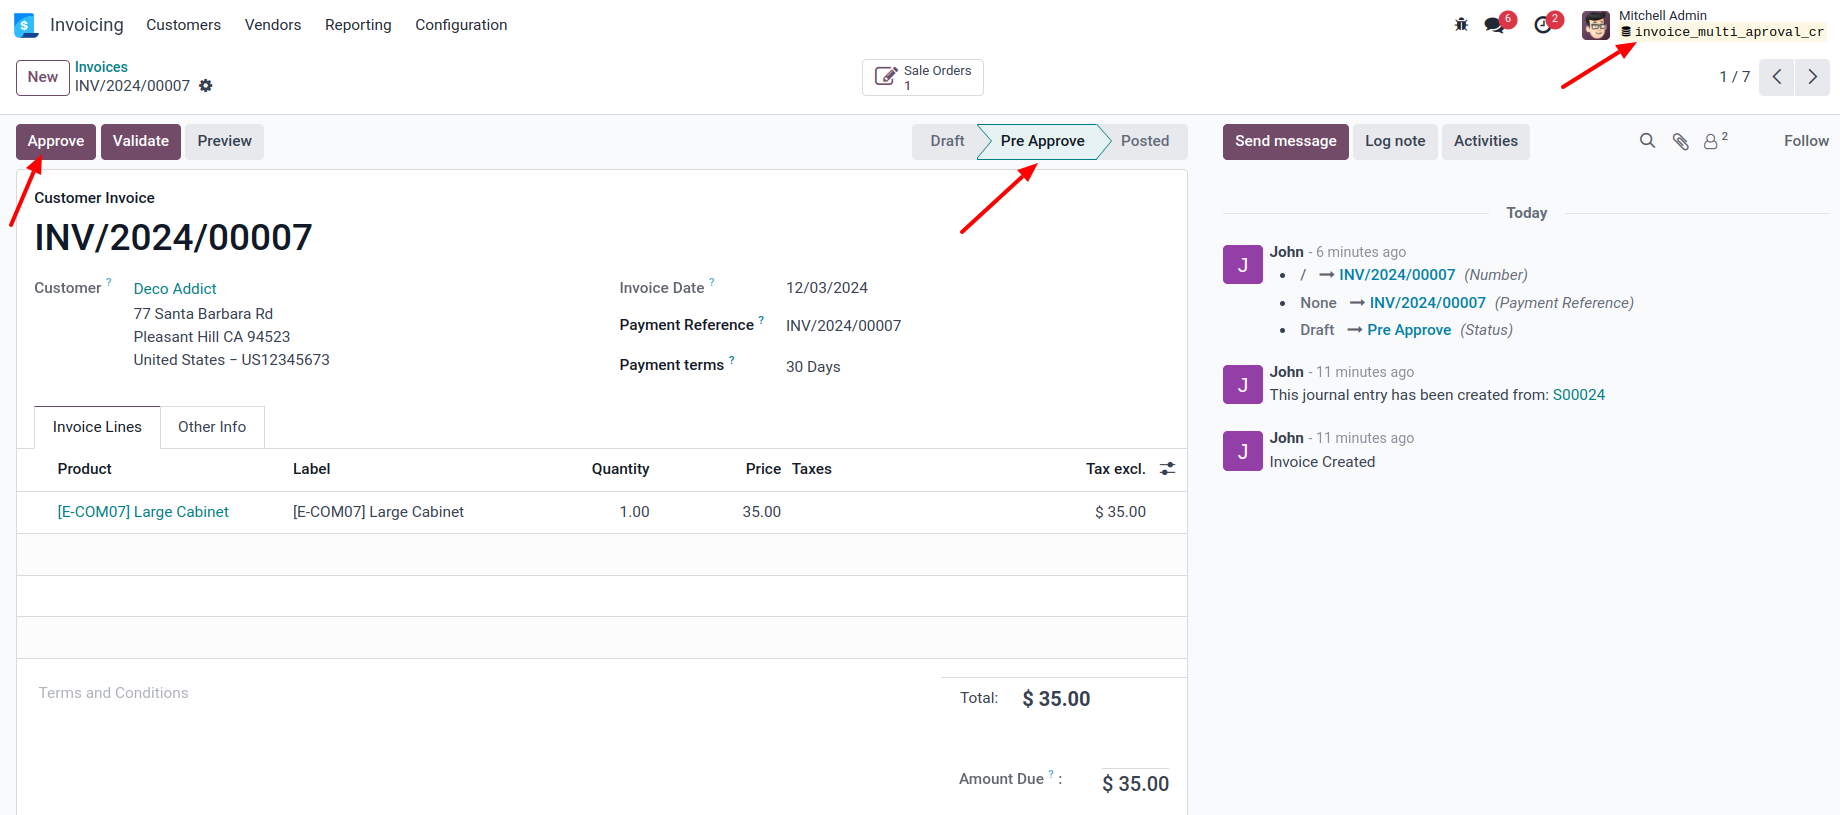 Invoicing Customers Vendors Reporting Configuration 6 2 Mitchell Admin
invoice_multi_aproval_cr
New Invoices
INV/2024/00007
Sale Orders
1
1 / 7
Approve Validate Preview Draft Pre Approve Posted Send message Log note Activities 2 Follow
Customer Invoice
INV/2024/00007
Customer ? Deco Addict
77 Santa Barbara Rd
Pleasant Hill CA 94523
United States – US12345673
Invoice Date ? 12/03/2024
Payment Reference ? INV/2024/00007
Payment terms ? 30 Days
Invoice Lines Other Info
Product Label Quantity Price Taxes Tax excl.
[E-COM07] Large Cabinet [E-COM07] Large Cabinet 1.00 35.00 $ 35.00
Terms and Conditions
Total: $ 35.00
Amount Due ? : $ 35.00
Today
J
John - 6 minutes ago
• / → INV/2024/00007 (Number)
• None → INV/2024/00007 (Payment Reference)
• Draft → Pre Approve (Status)
J
John - 11 minutes ago
This journal entry has been created from: S00024
J
John - 11 minutes ago
Invoice Created